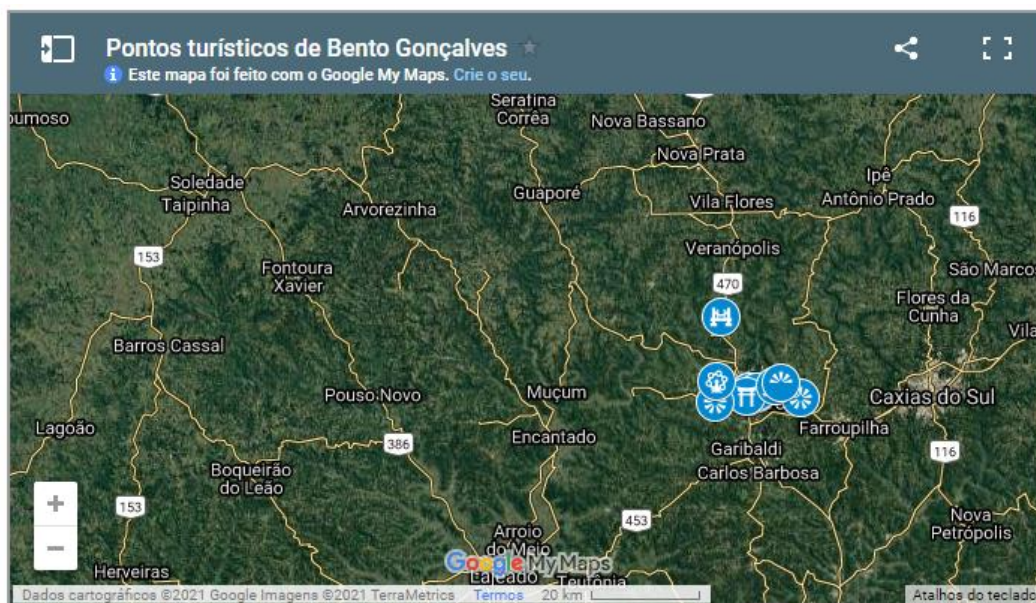 Pontos turísticos de Bento Gonçalves
Este mapa foi feito com o Google My Maps. Crie o seu.
Serafina
Corrêa
Nova Bassano
Nova Prata
Ipê
Soledade
Taipinha
Arvorezinha
Guaporé
Vila Flores
Antônio Prado
116
Veranópolis
153
Fontoura
Xavier
470
São Marcos
Flores da
Cunha
Barros Cassal
Pouso Novo
Muçum
Caxias do Sul
Lagoão
386
Encantado
Farroupilha
Garibaldi
116
Boqueirão
do Leão
Carlos Barbosa
+
153
453
Nova
Petrópolis
−
Arroio
do Meio
Google My Maps
Herveiras
Lajeado
Teutônia
Dados cartográficos ©2021 Google Imagens ©2021 TerraMetrics Termos 20 km Atalhos do teclado